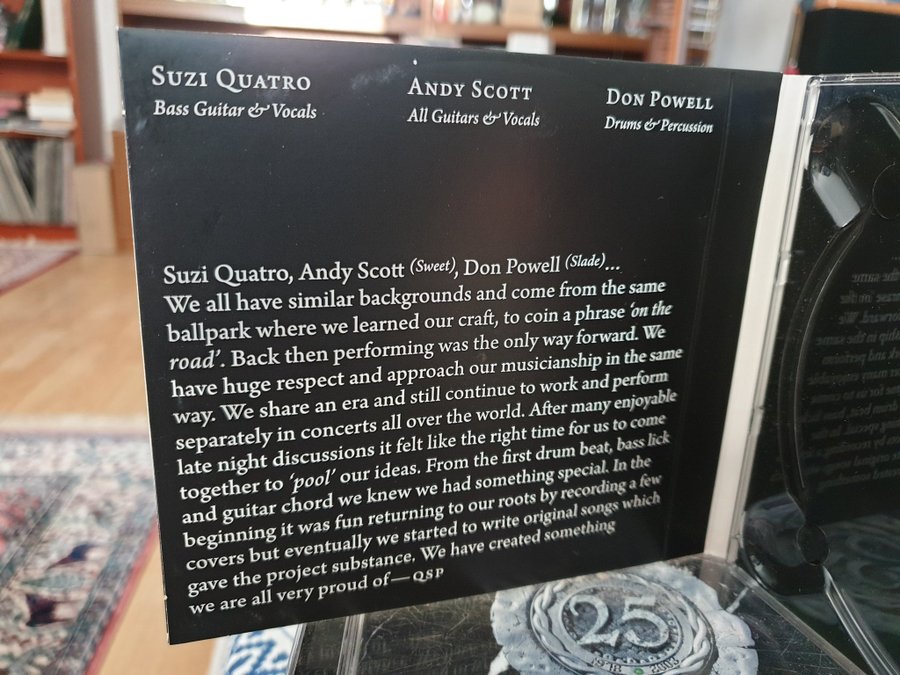 SUZI QUATRO
Bass Guitar & Vocals
ANDY SCOTT
All Guitars & Vocals
DON POWELL
Drums & Percussion
Suzi Quatro, Andy Scott (Sweet), Don Powell (Slade)...
We all have similar backgrounds and come from the same
ballpark where we learned our craft, to coin a phrase ‘on the
road’. Back then performing was the only way forward. We
have huge respect and approach our musicianship in the same
way. We share an era and still continue to work and perform
separately in concerts all over the world. After many enjoyable
late night discussions it felt like the right time for us to come
together to ‘pool’ our ideas. From the first drum beat, bass lick
and guitar chord we knew we had something special. In the
beginning it was fun returning to our roots by recording a few
covers but eventually we started to write original songs which
gave the project substance. We have created something
we are all very proud of—QSP
25